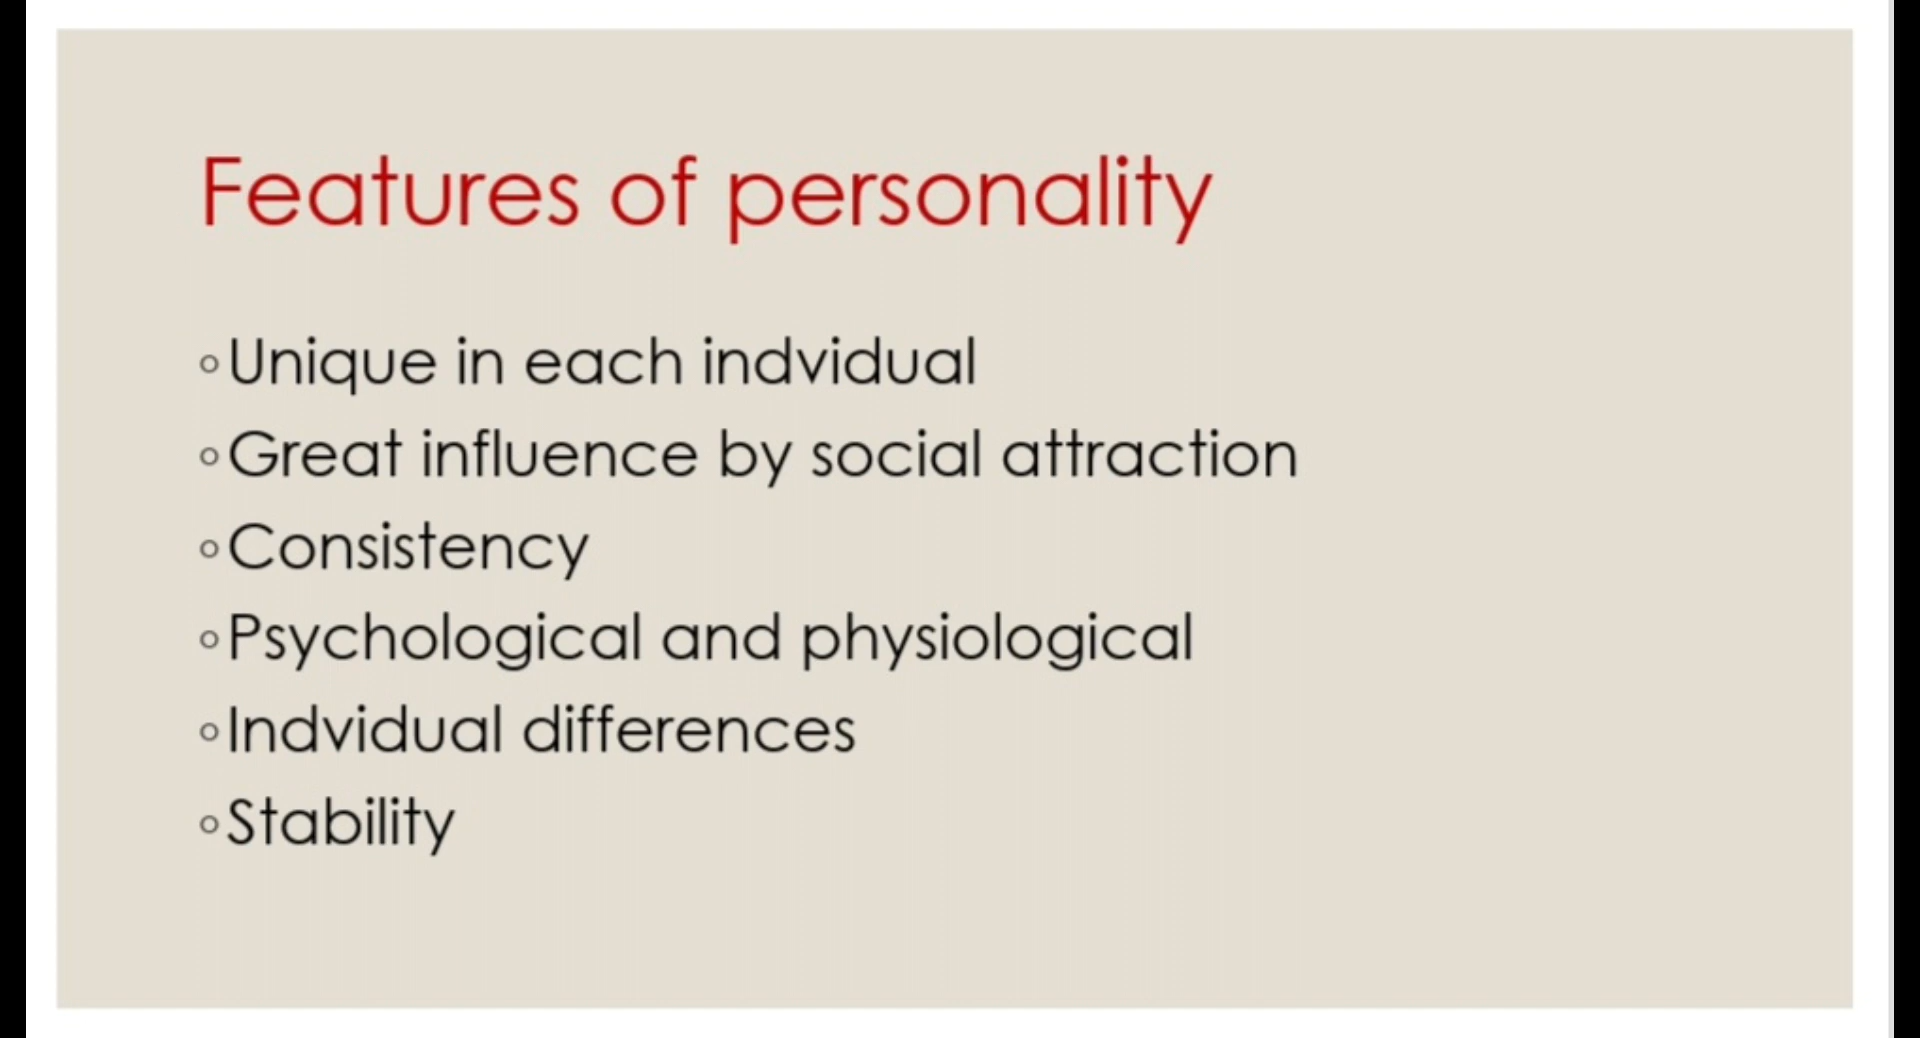 Features of personality
◦Unique in each indvidual
◦Great influence by social attraction
◦Consistency
◦Psychological and physiological
◦Indvidual differences
◦Stability